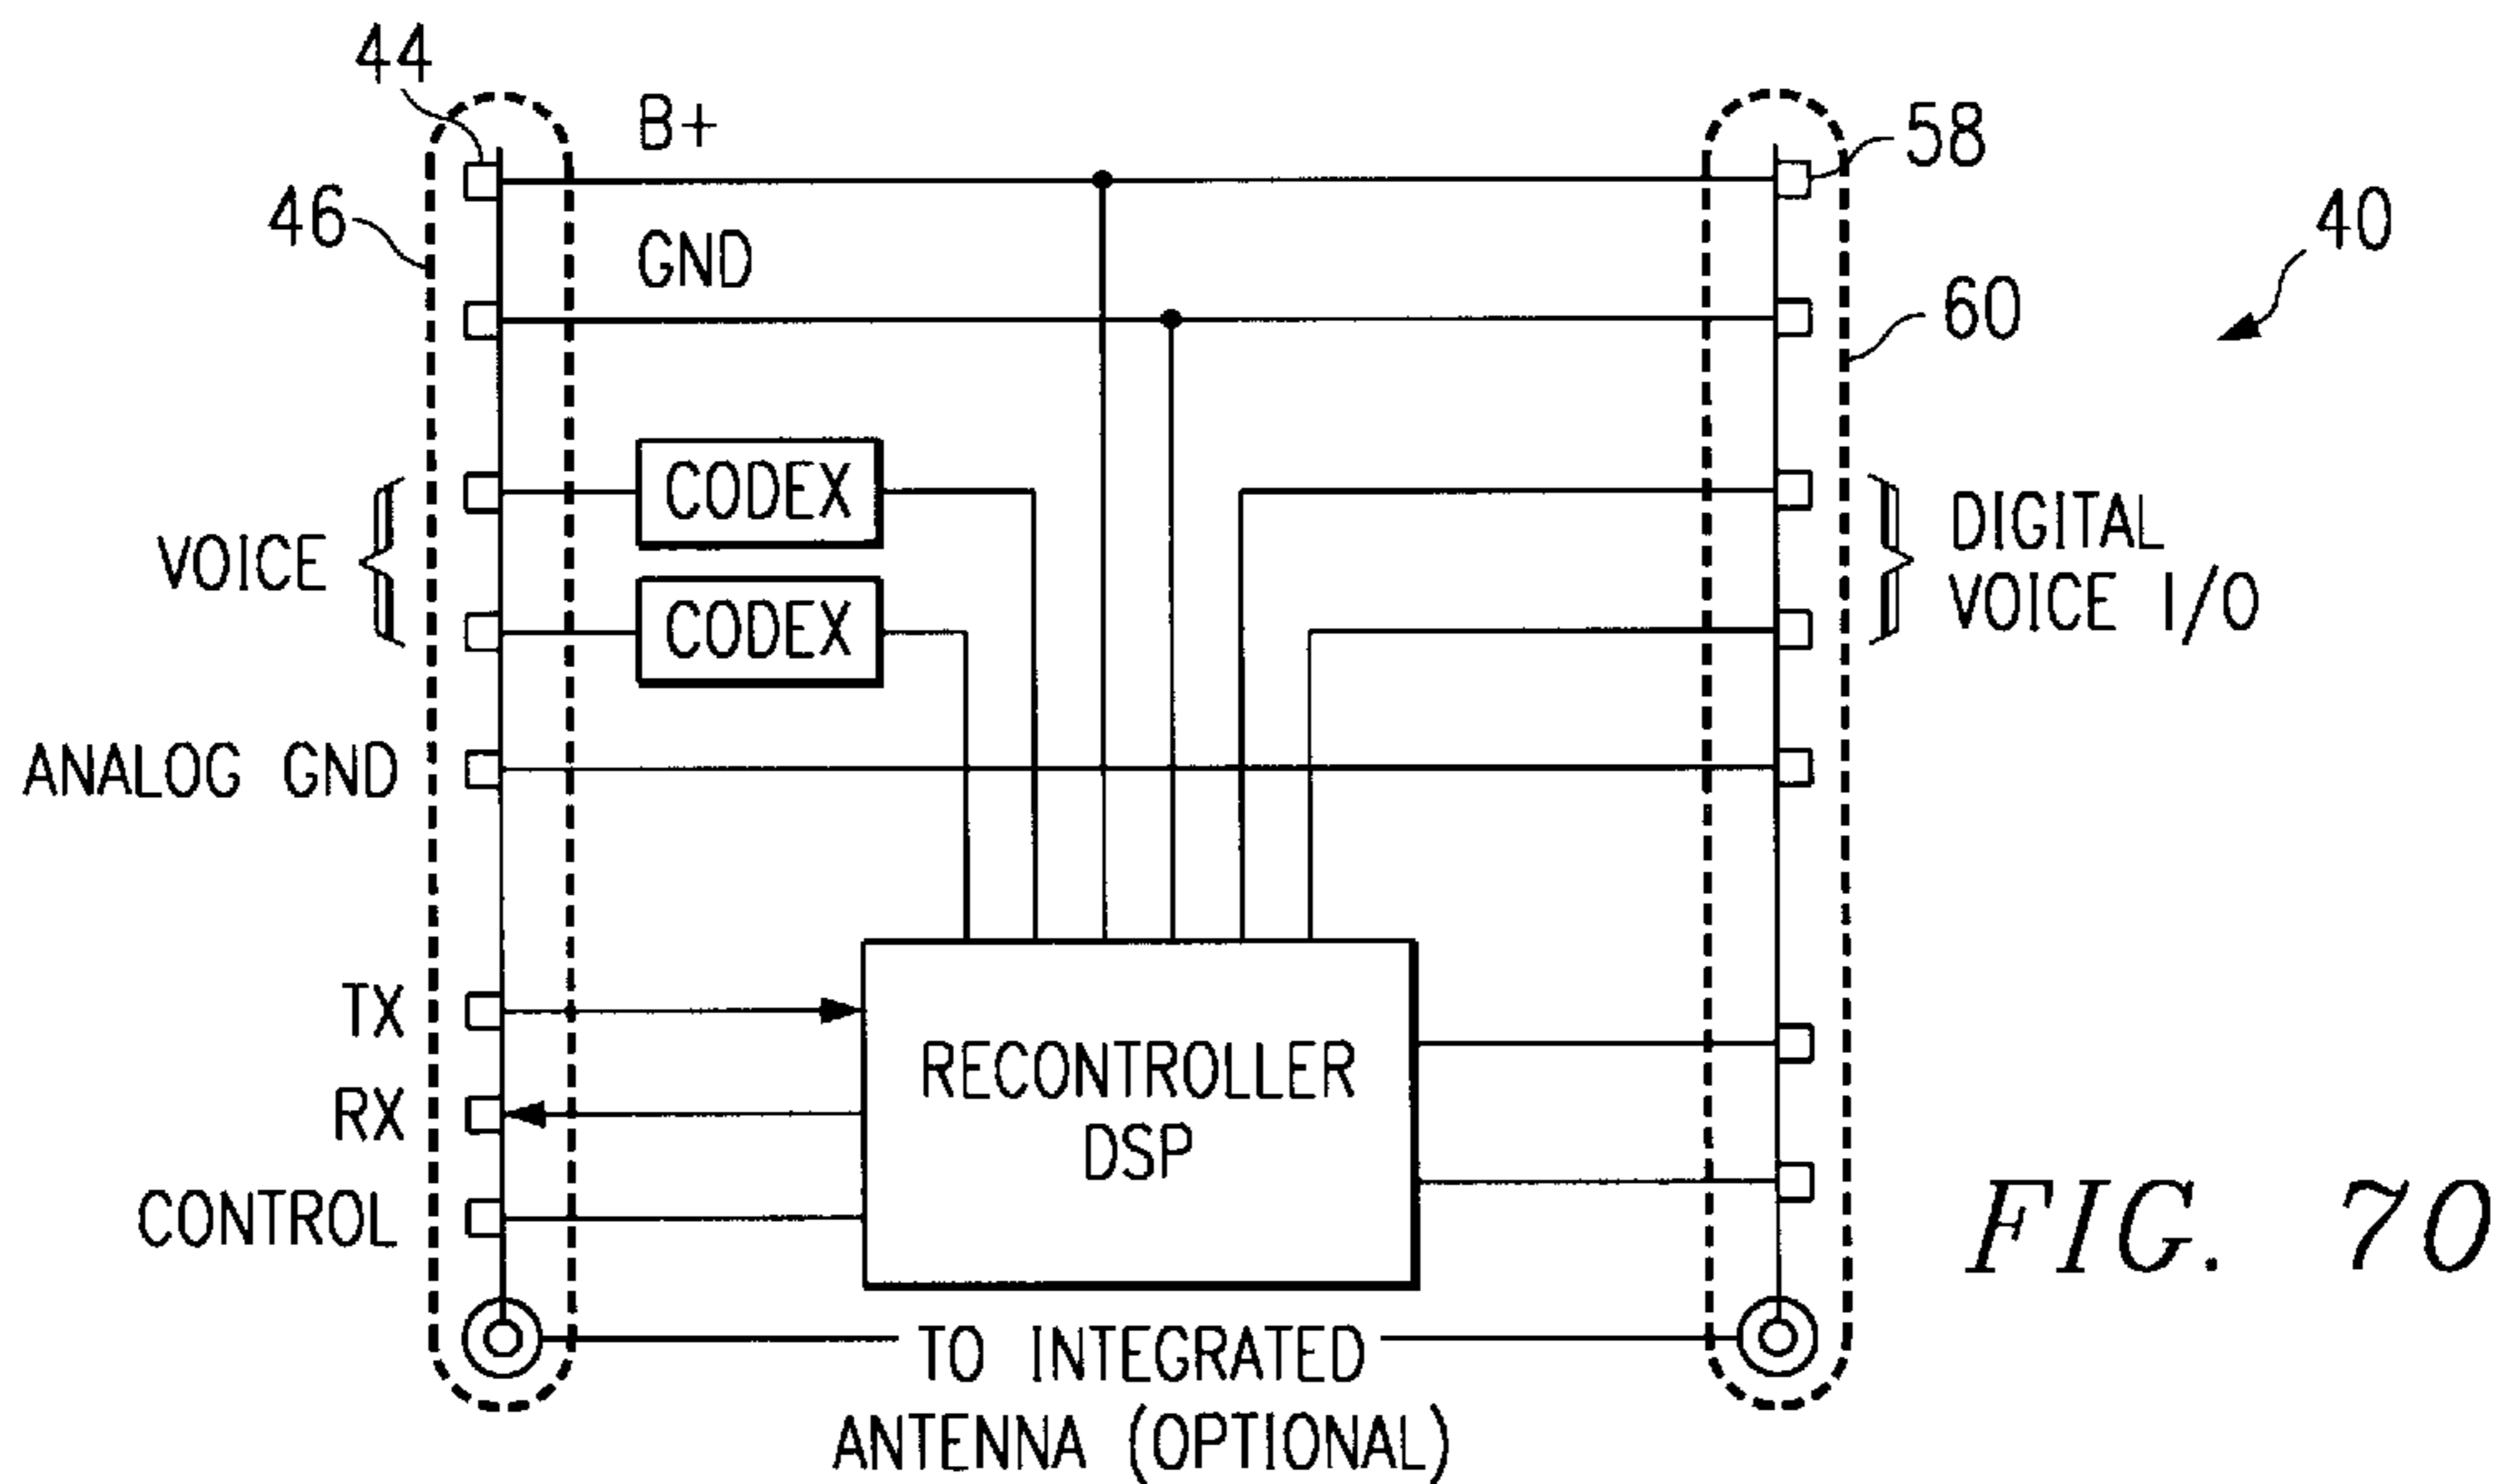 44
B+
58
46
40
GND
60
CODEX
VOICE
DIGITAL
VOICE I/O
CODEX
ANALOG GND
TX
RECONTROLLER
DSP
RX
CONTROL
FIG. 70
TO INTEGRATED
ANTENNA (OPTIONAL)